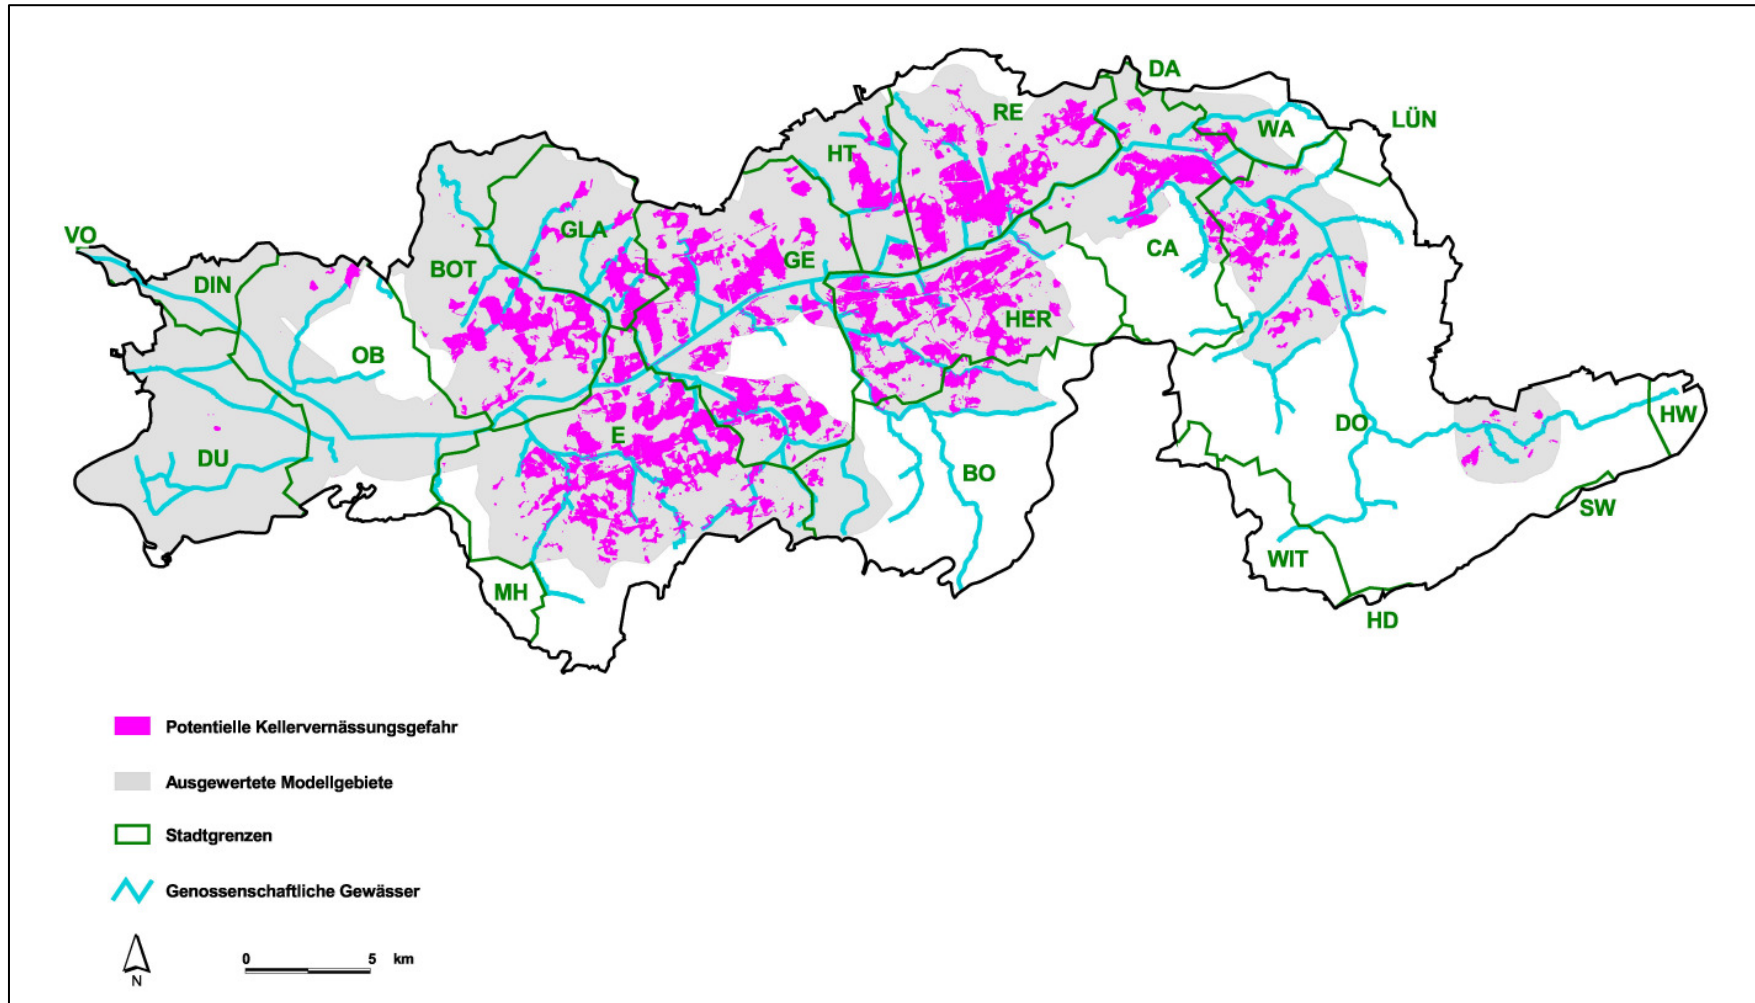 DA
RE
LÜN
WA
HT
VO
GLA
CA
DIN
BOT
GE
HER
OB
DO
HW
E
DU
BO
SW
WIT
MH
HD
Potentielle Kellervernässungsgefahr
Ausgewertete Modellgebiete
Stadtgrenzen
Genossenschaftliche Gewässer
0 5 km
N